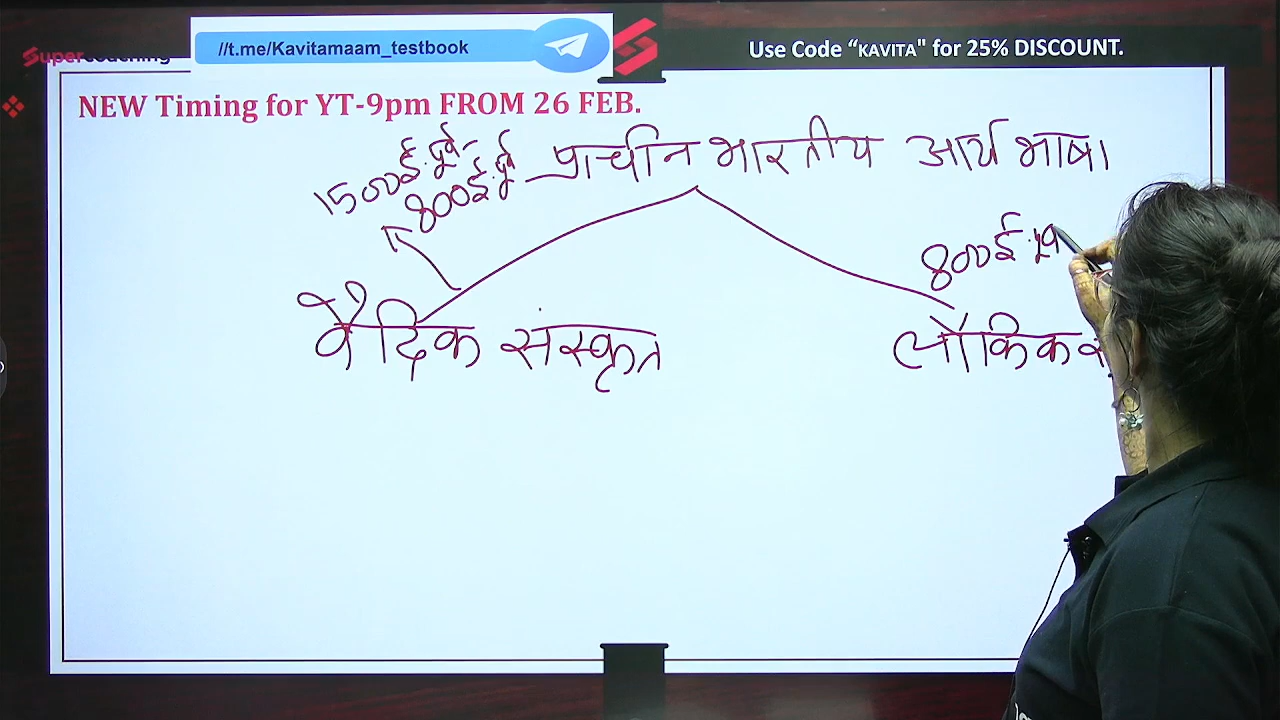 //t.me/Kavitamaam_testbook
Use Code “KAVITA" for 25% DISCOUNT.
Supercoaching
NEW Timing for YT-9pm FROM 26 FEB.
प्राचीन भारतीय आर्य भाषा
1500ई.पूर्व-
800ई.पूर्व
800ई.पूर्व
वैदिक संस्कृत
लौकिक